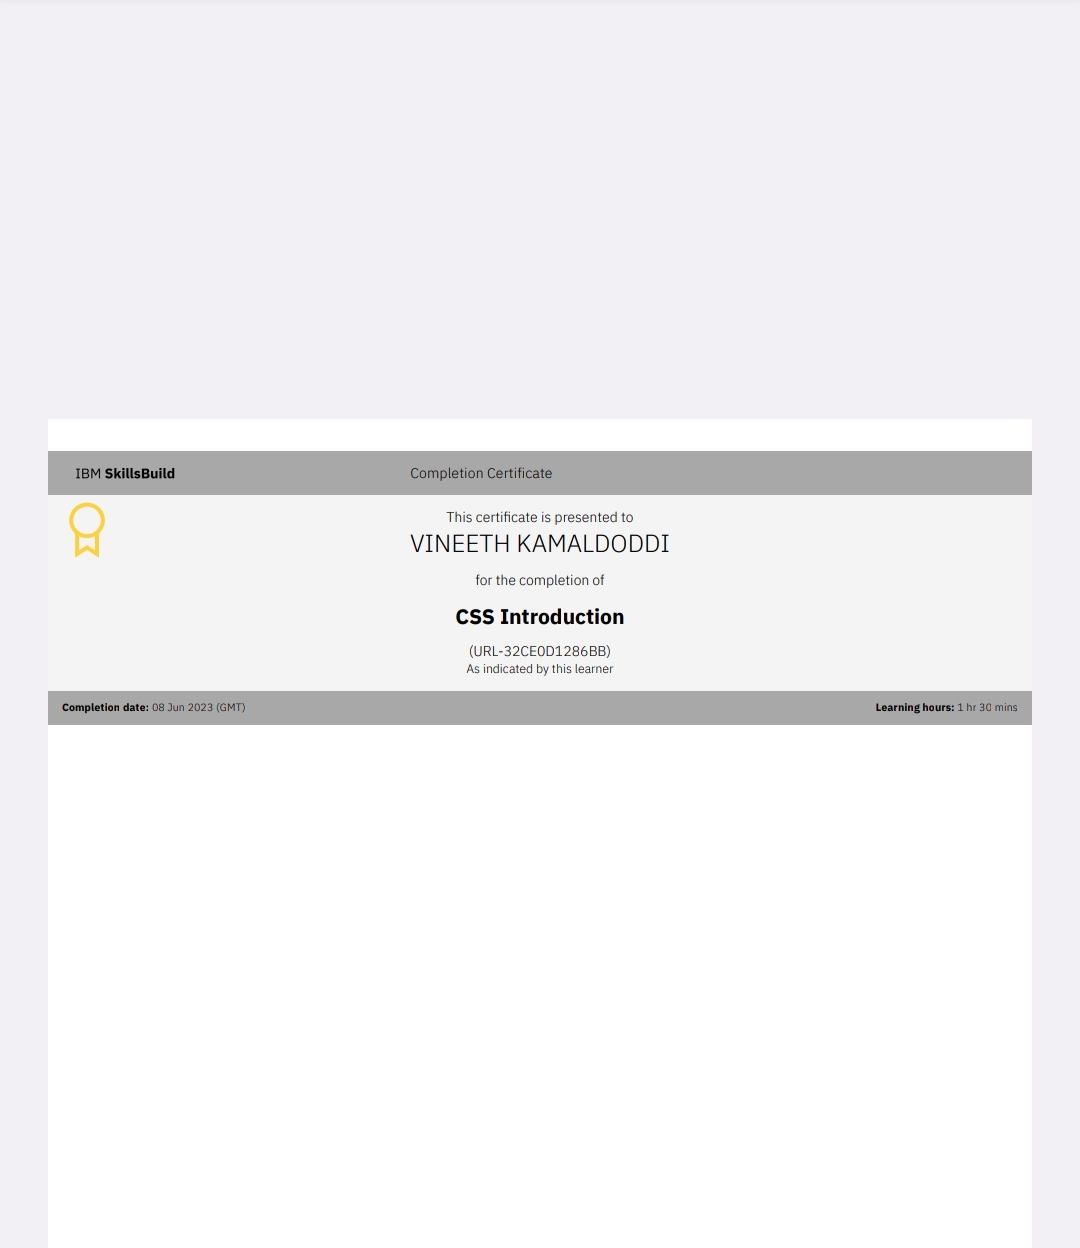 IBM SkillsBuild
Completion Certificate
This certificate is presented to
VINEETH KAMALDODDI
for the completion of
CSS Introduction
(URL-32CE0D1286BB)
As indicated by this learner
Completion date: 08 Jun 2023 (GMT)
Learning hours: 1 hr 30 mins